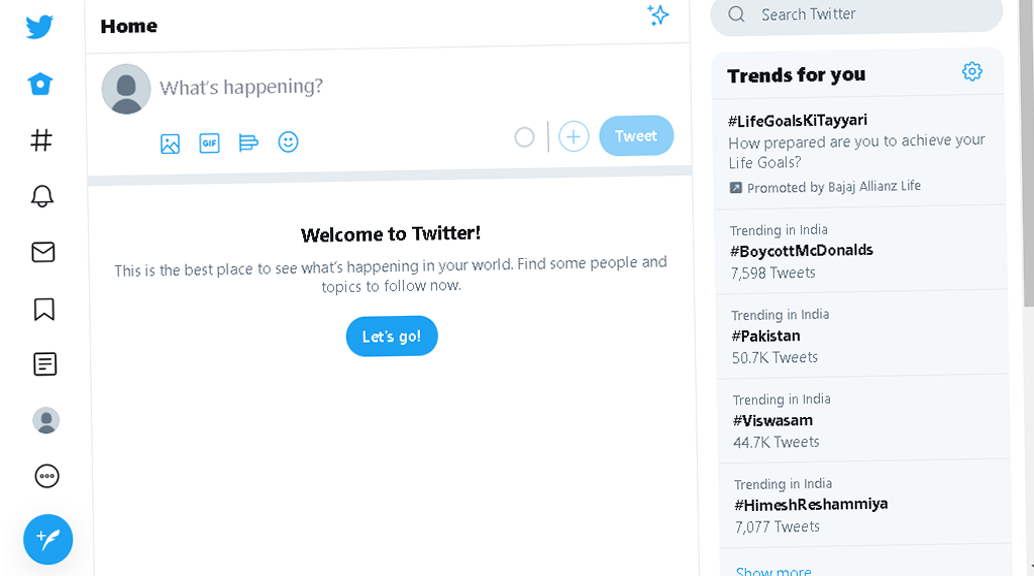 Home
What's happening?
GIF
Tweet
Welcome to Twitter!
This is the best place to see what's happening in your world. Find some people and
topics to follow now.
Let's go!
Search Twitter
Trends for you
#LifeGoalsKiTayyari
How prepared are you to achieve your
Life Goals?
Promoted by Bajaj Allianz Life
Trending in India
#BoycottMcDonalds
7,598 Tweets
Trending in India
#Pakistan
50.7K Tweets
Trending in India
#Viswasam
44.7K Tweets
Trending in India
#HimeshReshammiya
7,077 Tweets
Show more